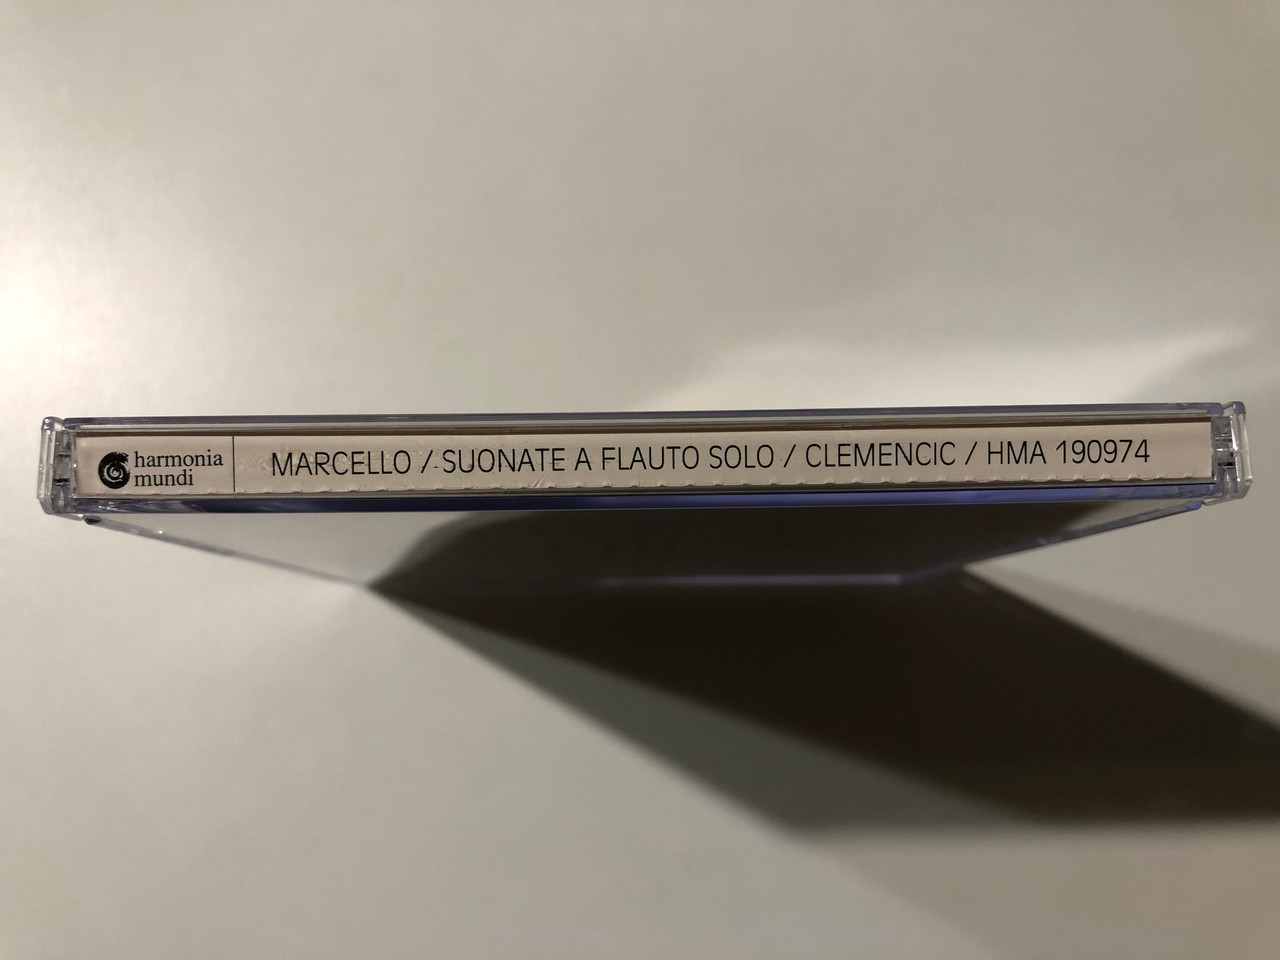 harmonia
mundi
MARCELLO / SUONATE A FLAUTO SOLO / CLEMENCIC / HMA 190974